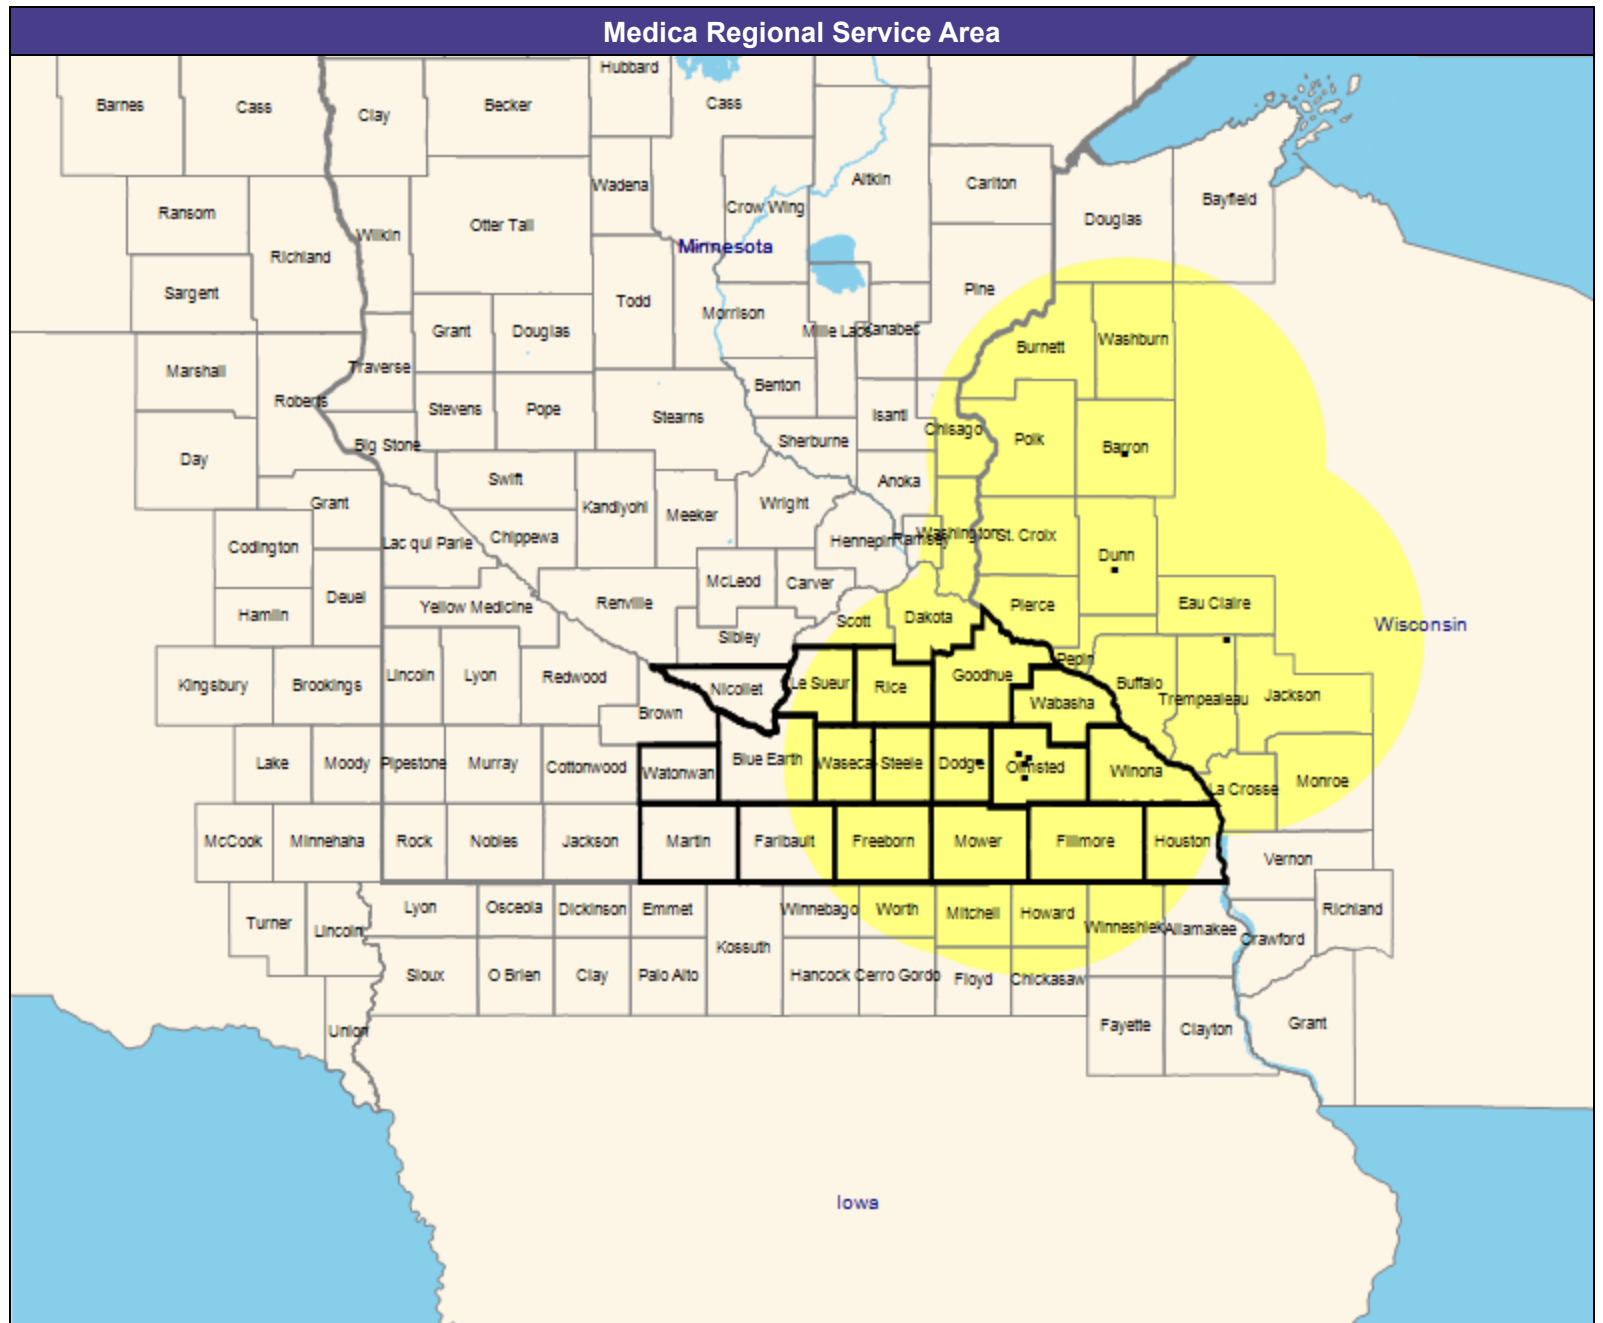 Medica Regional Service Area
Hubbard
Barnes
Cass
Clay
Becker
Cass
Wadena
Crow Wing
Aitkin
Carlton
Douglas
Bayfield
Ransom
Richland
Wilkin
Otter Tail
Minnesota
Sargent
Todd
Morrison
Pine
Grant
Douglas
Mille Lacs
Kanabec
Burnett
Washburn
Marshall
Roberts
Traverse
Stevens
Pope
Stearns
Benton
Isanti
Chisago
Polk
Barron
Day
Big Stone
Sherburne
Swift
Anoka
Grant
Kandiyohi
Meeker
Wright
Codington
Lac qui Parle
Chippewa
Hennepin
Ramsey
Washington
St. Croix
Dunn
Hamlin
Deuel
Yellow Medicine
Renville
McLeod
Carver
Scott
Dakota
Pierce
Eau Claire
Wisconsin
Sibley
Kingsbury
Brookings
Lincoln
Lyon
Redwood
Brown
Nicollet
Le Sueur
Rice
Goodhue
Wabasha
Pepin
Buffalo
Trempealeau
Jackson
Lake
Moody
Pipestone
Murray
Cottonwood
Watonwan
Blue Earth
Waseca
Steele
Dodge
Olmsted
Winona
La Crosse
Monroe
McCook
Minnehaha
Rock
Nobles
Jackson
Martin
Faribault
Freeborn
Mower
Fillmore
Houston
Vernon
Turner
Lincoln
Lyon
Osceola
Dickinson
Emmet
Kossuth
Winnebago
Worth
Mitchell
Howard
Winneshiek
Allamakee
Crawford
Richland
Sioux
O Brien
Clay
Palo Alto
Hancock
Cerro Gordo
Floyd
Chickasaw
Union
Fayette
Clayton
Grant
Iowa